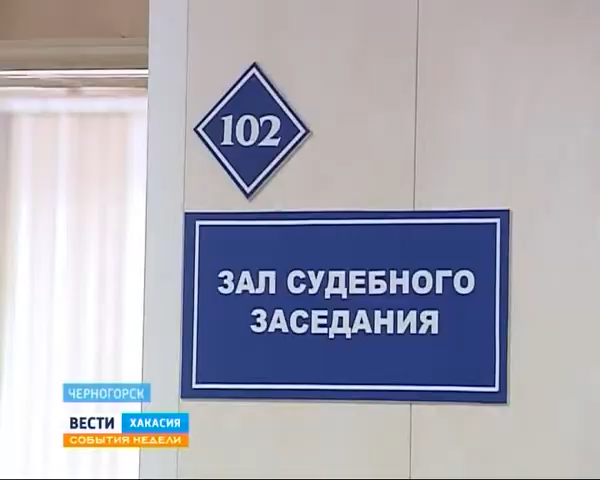 102
ЗАЛ СУДЕБНОГО
ЗАСЕДАНИЯ
ЧЕРНОГОРСК
ВЕСТИ ХАКАСИЯ
СОБЫТИЯ НЕДЕЛИ